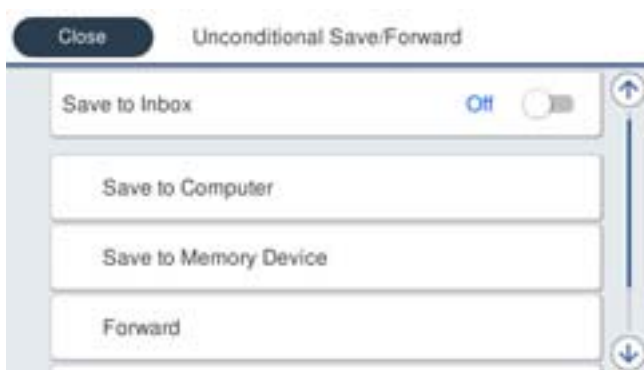 Close
Unconditional Save/Forward
Save to Inbox Off
Save to Computer
Save to Memory Device
Forward